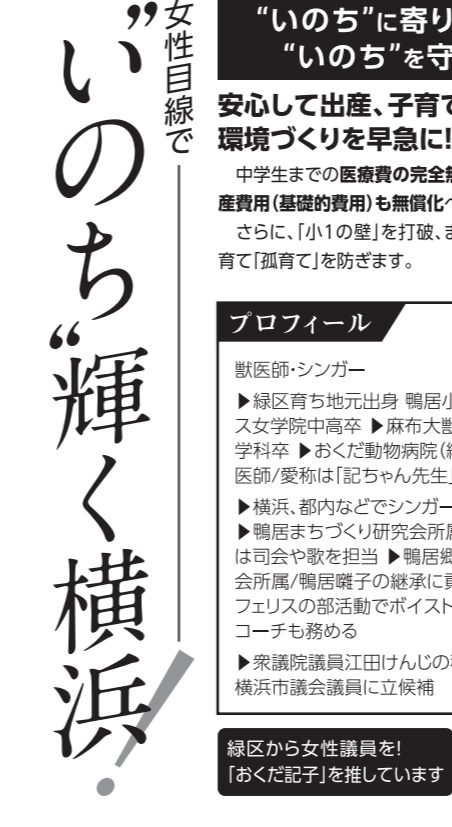 女性目線で
”いのち“輝く横浜!
“いのち”に寄り
“いのち”を守
安心して出産、子育て
環境づくりを早急に!
中学生までの医療費の完全無
産費用(基礎的費用)も無償化へ
さらに、「小1の壁」を打破、ま
育て「孤育て」を防ぎます。
プロフィール
獣医師・シンガー
▶緑区育ち地元出身 鴨居小
ス女学院中高卒 ▶麻布大獣
学科卒 ▶おくだ動物病院(緑
医師/愛称は「記ちゃん先生」
▶横浜、都内などでシンガー
▶鴨居まちづくり研究会所属
は司会や歌を担当 ▶鴨居郷
会所属/鴨居囃子の継承に貢
フェリスの部活動でボイスト
コーチも務める
▶衆議院議員江田けんじの秘
横浜市議会議員に立候補
緑区から女性議員を!
「おくだ記子」を推しています